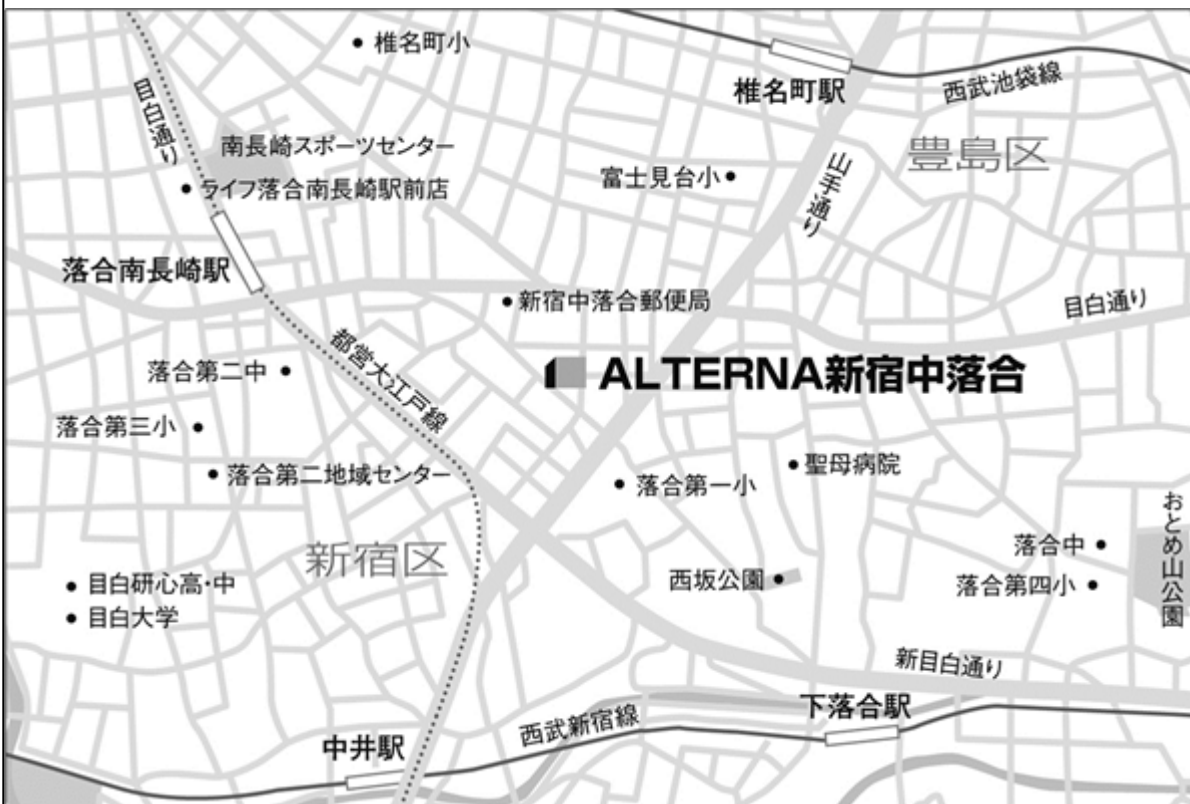 椎名町小
椎名町駅
西武池袋線
目白通り
南長崎スポーツセンター
豊島区
ライフ落合南長崎駅前店
富士見台小
山手通り
落合南長崎駅
新宿中落合郵便局
目白通り
都営大江戸線
落合第二中
ALTERNA新宿中落合
落合第三小
落合第二地域センター
聖母病院
落合第一小
おとめ山公園
新宿区
落合中
目白研心高・中
西坂公園
落合第四小
目白大学
新目白通り
下落合駅
西武新宿線
中井駅